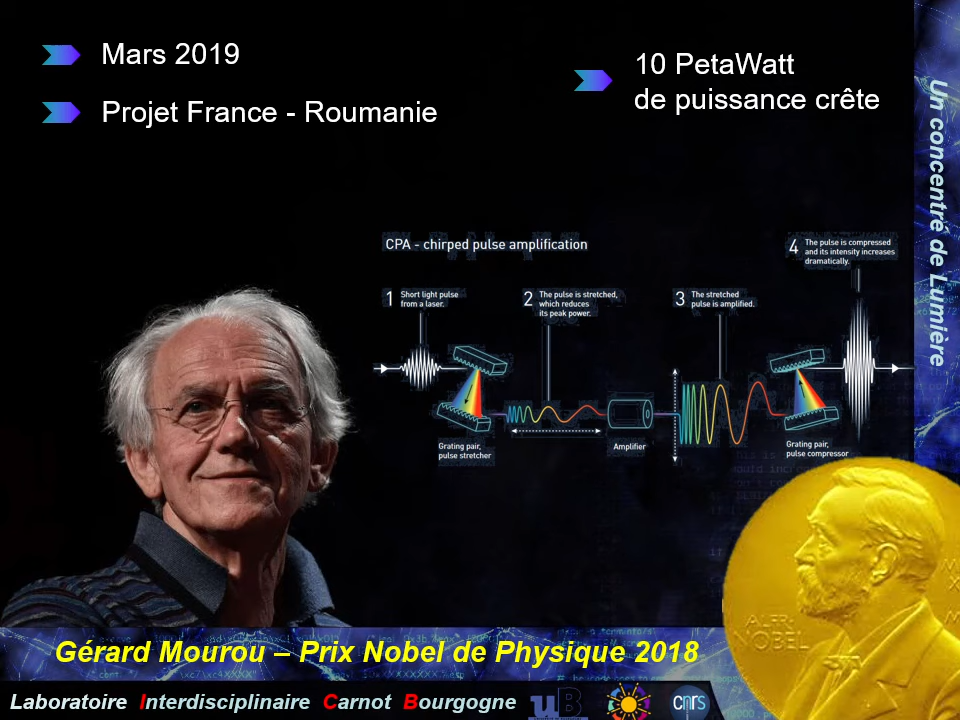 Mars 2019
Projet France - Roumanie
10 PetaWatt
de puissance crête
Un concentré de Lumière
CPA - chirped pulse amplification
1 Short light pulse
from a laser.
2 The pulse is stretched,
which reduces
its peak power.
3 The stretched
pulse is amplified.
4 The pulse is compressed
and its intensity increases
dramatically.
Grating pair,
pulse stretcher
Amplifier
Grating pair,
pulse compressor
ALFR.
NOBEL
Gérard Mourou – Prix Nobel de Physique 2018
Laboratoire Interdisciplinaire Carnot Bourgogne
uB
cnrs